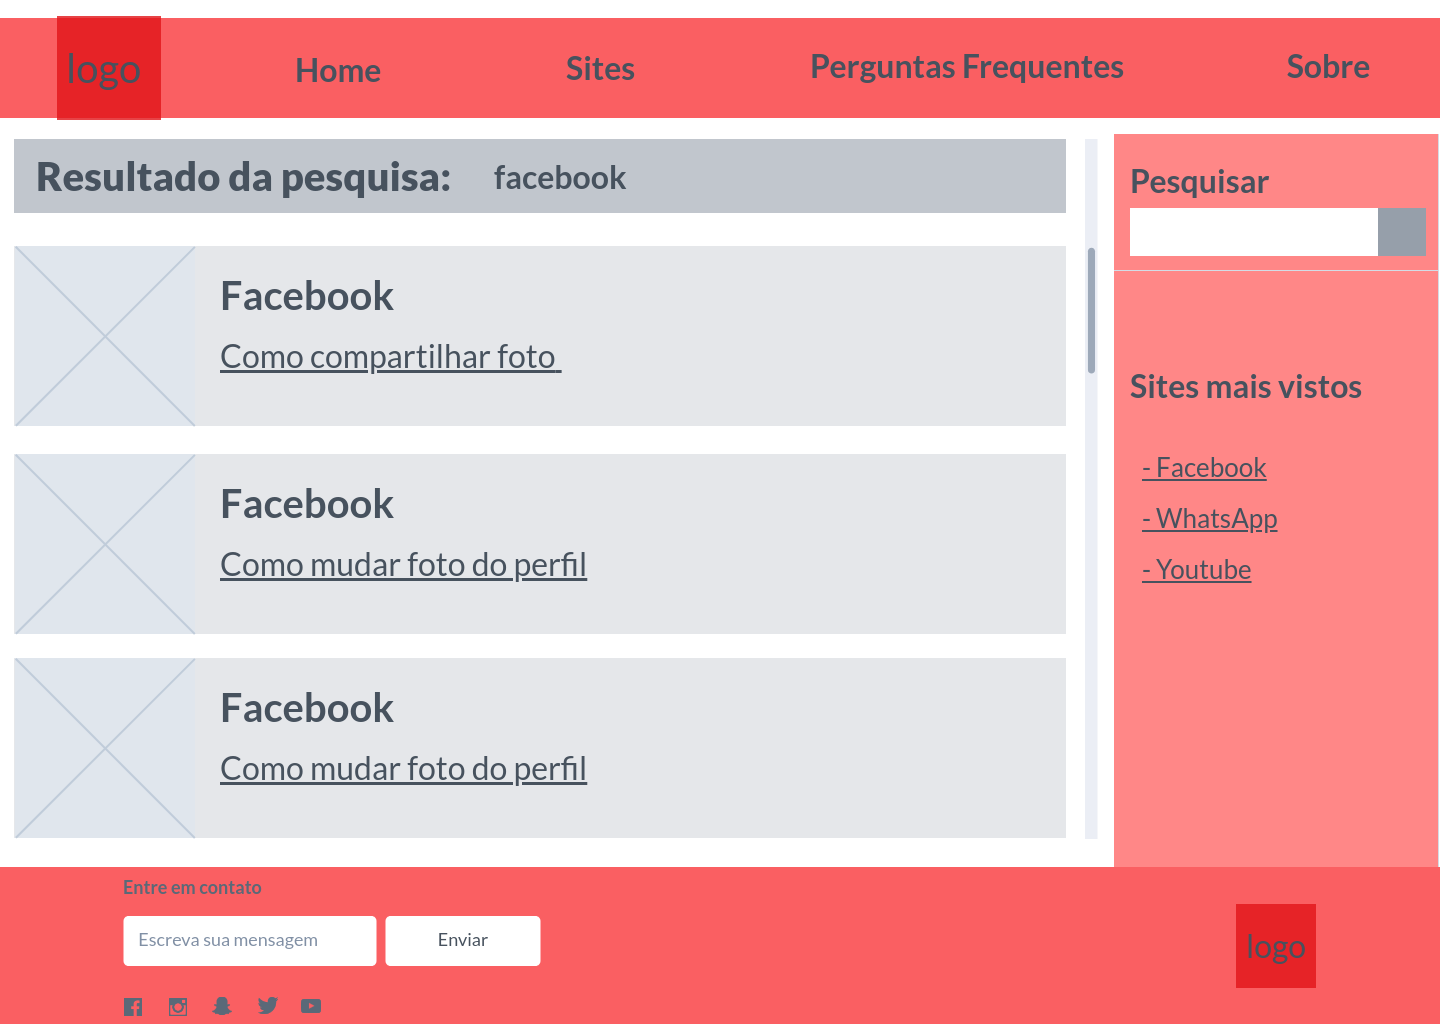 logo
Home
Sites
Perguntas Frequentes
Sobre
Resultado da pesquisa: facebook
Facebook
Como compartilhar foto
Facebook
Como mudar foto do perfil
Facebook
Como mudar foto do perfil
Pesquisar
Sites mais vistos
- Facebook
- WhatsApp
- Youtube
Entre em contato
Escreva sua mensagem
Enviar
logo